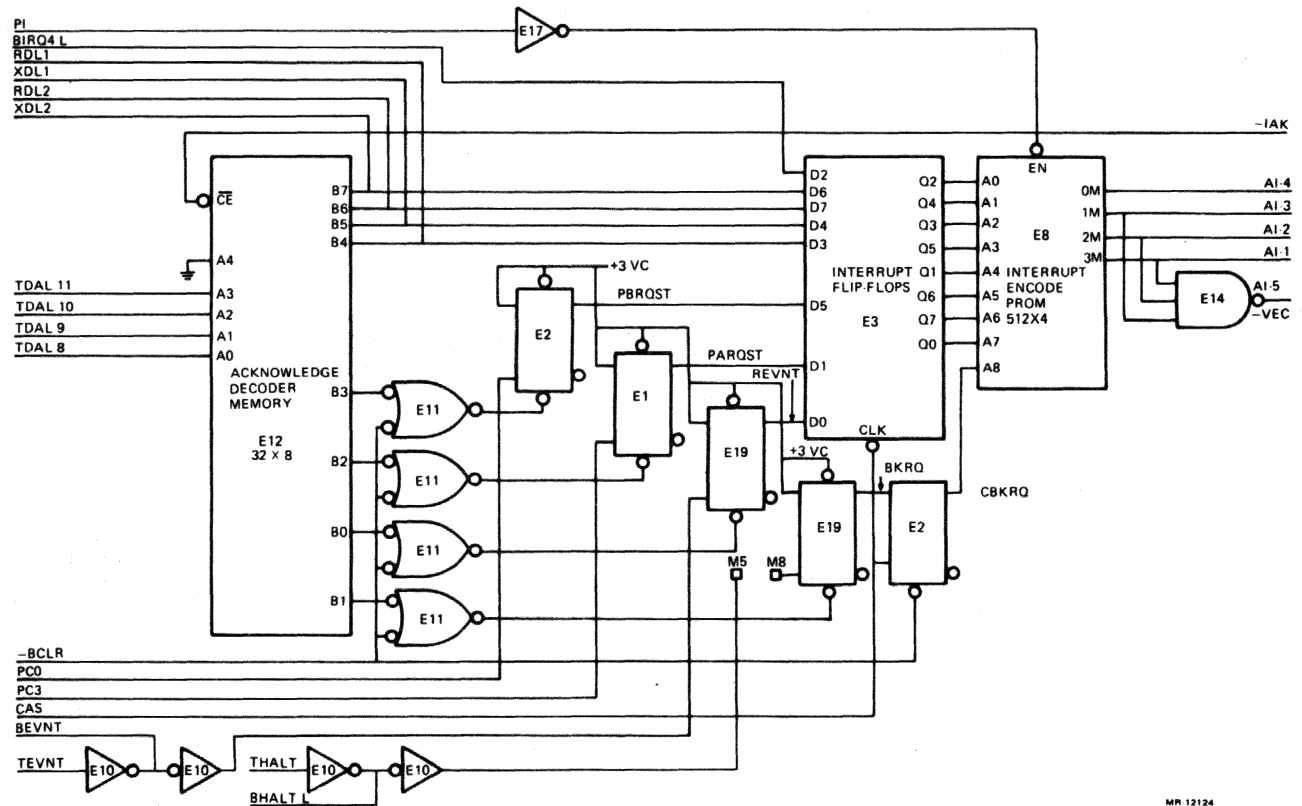 PI
BIRQ4 L
RDL1
XDL1
RDL2
XDL2
E17
-IAK
CE
B7
B6
B5
B4
A4
TDAL 11
A3
TDAL 10
A2
TDAL 9
A1
TDAL 8
A0
ACKNOWLEDGE
DECODER
MEMORY
E12
32 X 8
B3
B2
B0
B1
E11
E11
E11
E11
+3 VC
PBRQST
E2
PARQST
E1
REVNT
E19
+3 VC
E19
BKRQ
E2
CBKRQ
M5
M8
D2
D6
D7
D4
D3
D5
D1
D0
INTERRUPT
FLIP-FLOPS
E3
CLK
Q2
Q4
Q3
Q5
Q1
Q6
Q7
Q0
EN
A0
A1
A2
A3
A4
A5
A6
A7
A8
E8
INTERRUPT
ENCODE
PROM
512X4
0M
1M
2M
3M
AI-4
AI-3
AI-2
AI-1
E14
AI-5
-VEC
-BCLR
PC0
PC3
CAS
BEVNT
TEVNT
E10
E10
THALT
E10
E10
BHALT L
MR-12124